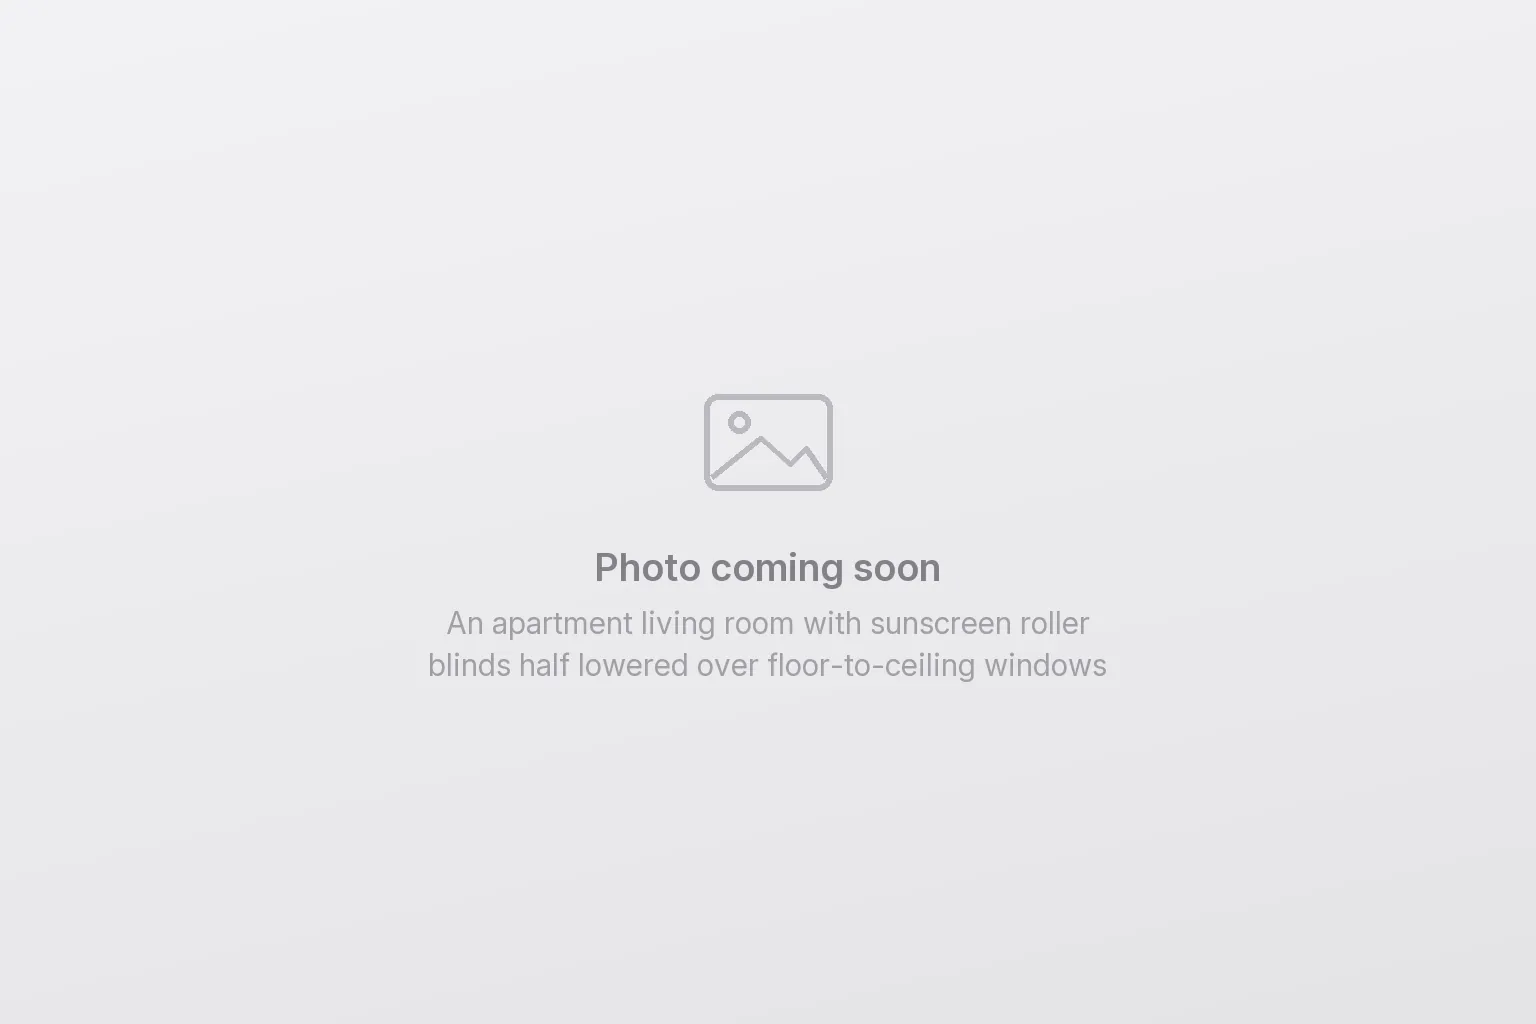 Photo coming soon
An apartment living room with sunscreen roller
blinds half lowered over floor-to-ceiling windows